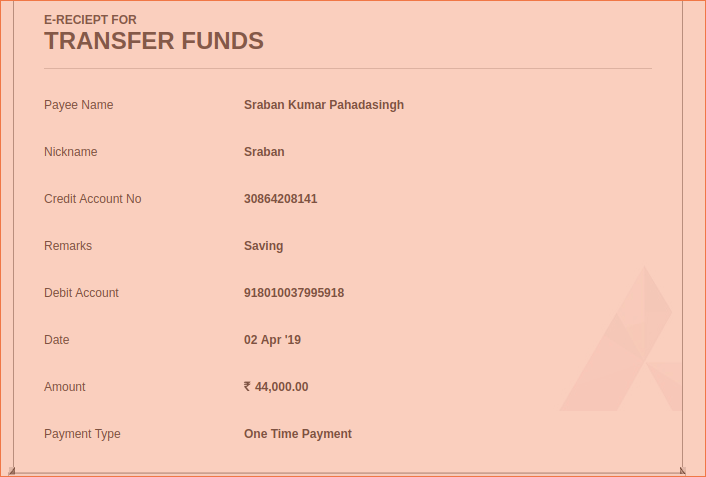 E-RECIEPT FOR
TRANSFER FUNDS
Payee Name Sraban Kumar Pahadasingh
Nickname Sraban
Credit Account No 30864208141
Remarks Saving
Debit Account 918010037995918
Date 02 Apr '19
Amount ₹ 44,000.00
Payment Type One Time Payment